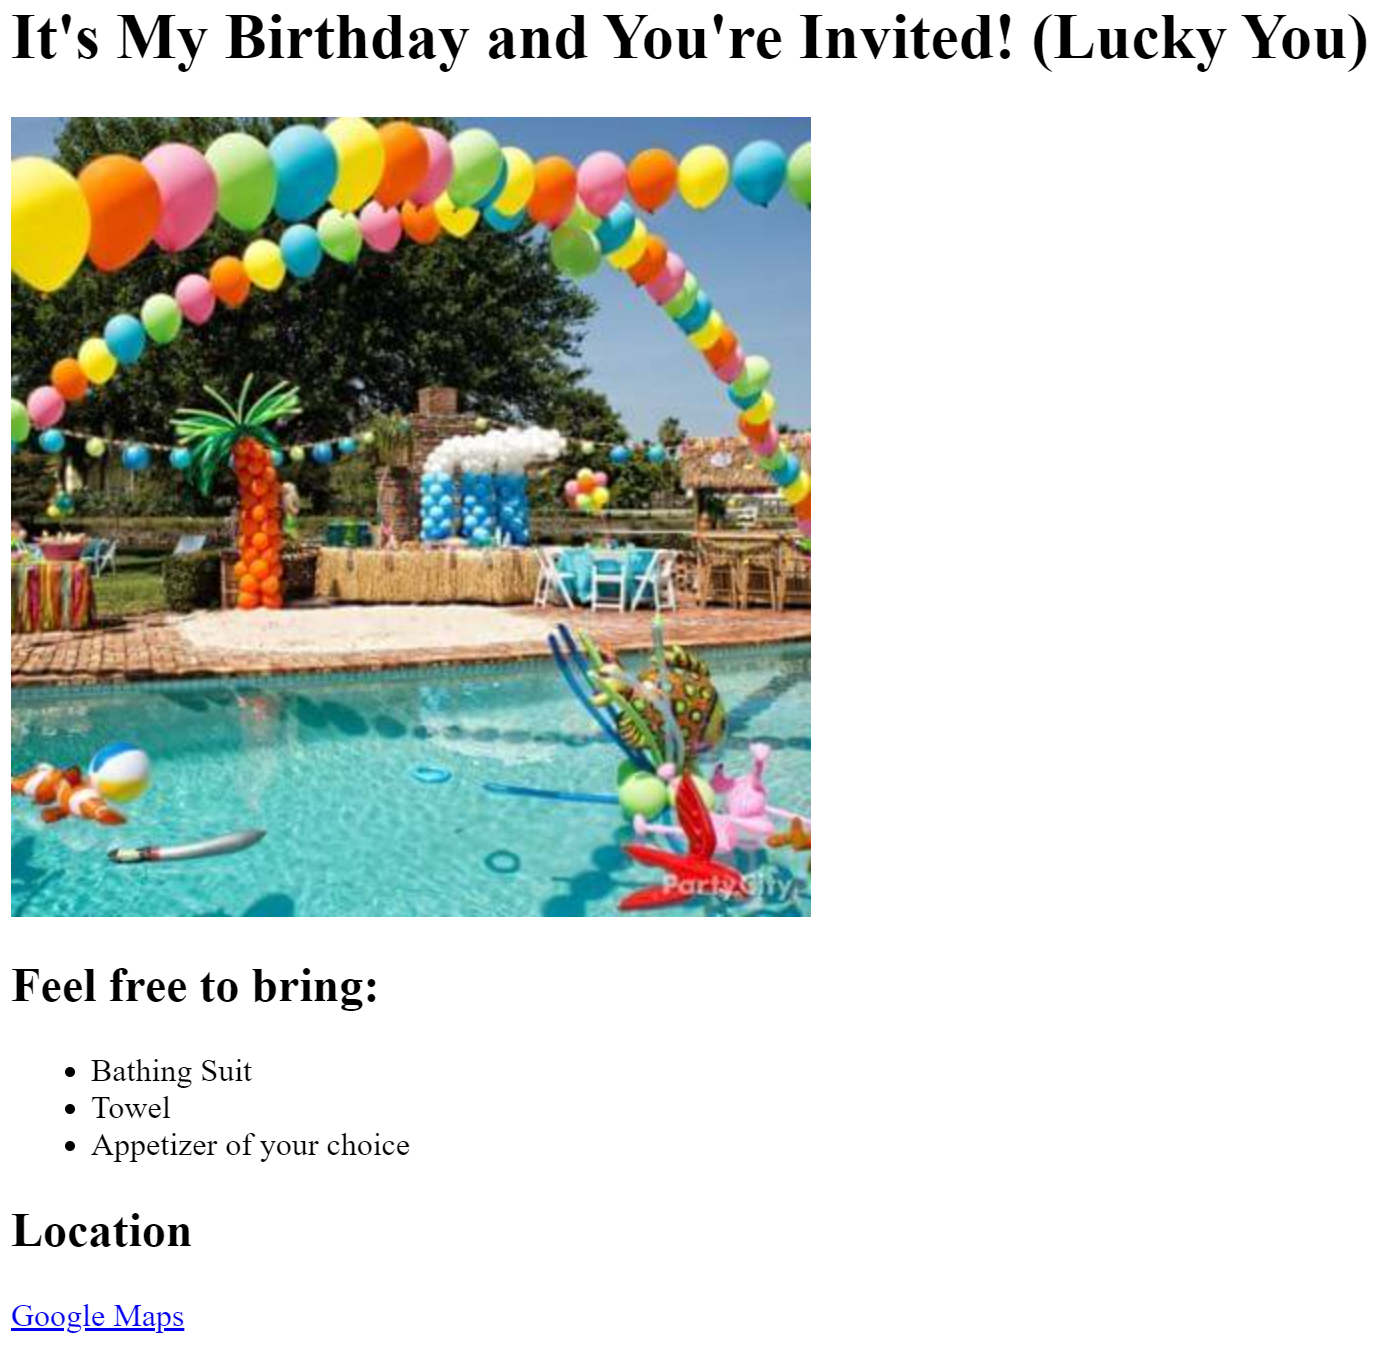 It's My Birthday and You're Invited! (Lucky You)
PartyCity
Feel free to bring:
Bathing Suit
Towel
Appetizer of your choice
Location
Google Maps